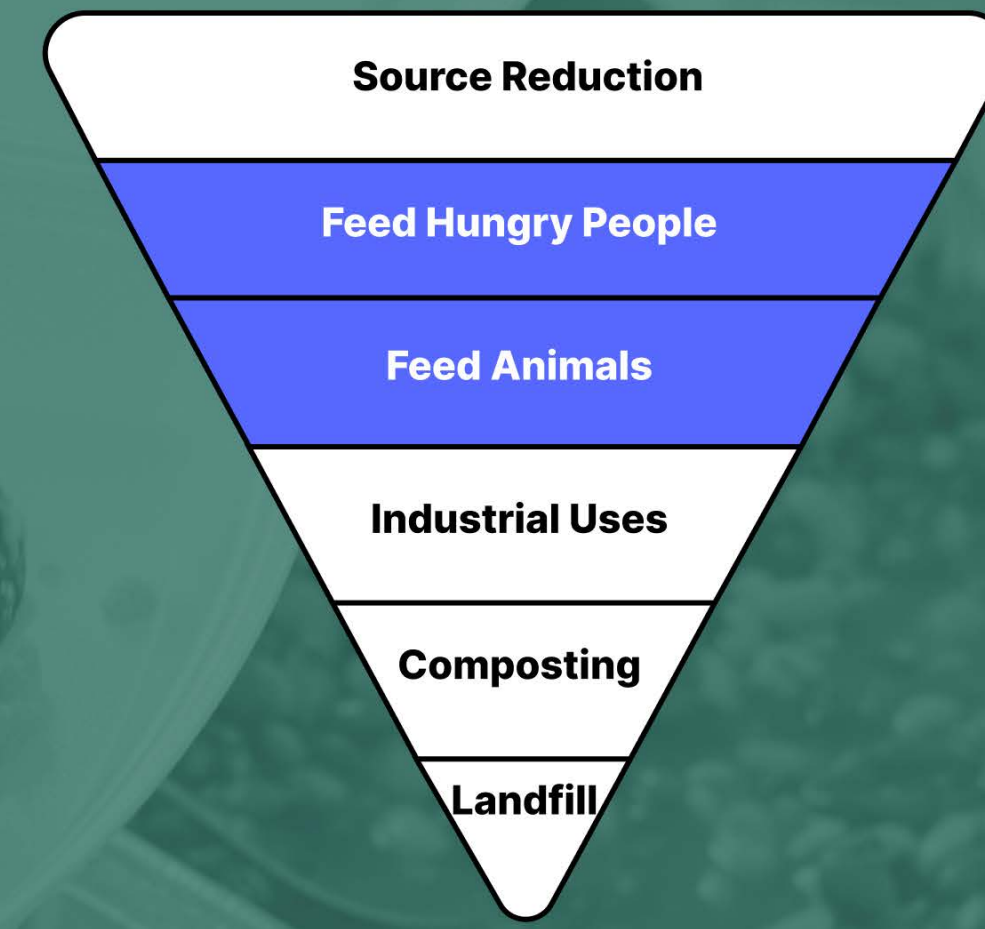 Source Reduction
Feed Hungry People
Feed Animals
Industrial Uses
Composting
Landfill